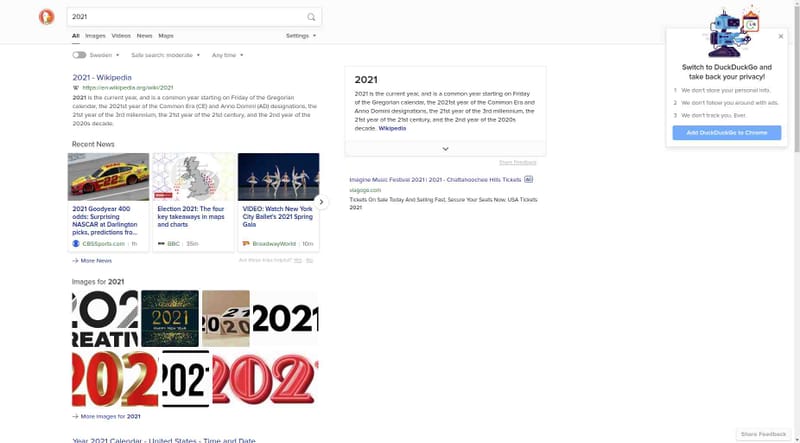 2021
All Images Videos News Maps Settings
Sweden Safe search: moderate Any time
2021 - Wikipedia
W https://en.wikipedia.org/wiki/2021
2021 is the current year, and is a common year starting on Friday of the Gregorian
calendar, the 2021st year of the Common Era (CE) and Anno Domini (AD) designations, the
21st year of the 3rd millennium, the 21st year of the 21st century, and the 2nd year of the 2020s
decade.
Recent News
2021 Goodyear 400
odds: Surprising
NASCAR at Darlington
picks, predictions fro...
CBSSports.com 1h
Election 2021: The four
key takeaways in maps
and charts
BBC 35m
VIDEO: Watch New York
City Ballet's 2021 Spring
Gala
BroadwayWorld 10m
→ More News
Are these links helpful? Yes No
Images for 2021
202
CREATIV
2021
HAPPY NEW YEAR
2021
202
2021
202
→ More Images for 2021
Year 2021 Calendar - United States - Time and Date
2021
2021 is the current year, and is a common year starting on Friday
of the Gregorian calendar, the 2021st year of the Common Era and
Anno Domini designations, the 21st year of the 3rd millennium, the
21st year of the 21st century, and the 2nd year of the 2020s
decade. Wikipedia
Share Feedback
Imagine Music Festival 2021 | 2021 - Chattahoochee Hills Tickets Ad
viagogo.com
Tickets On Sale Today And Selling Fast, Secure Your Seats Now. USA Tickets
2021
Switch to DuckDuckGo and
take back your privacy!
1 We don't store your personal info.
2 We don't follow you around with ads.
3 We don't track you. Ever.
Add DuckDuckGo to Chrome
Share Feedback